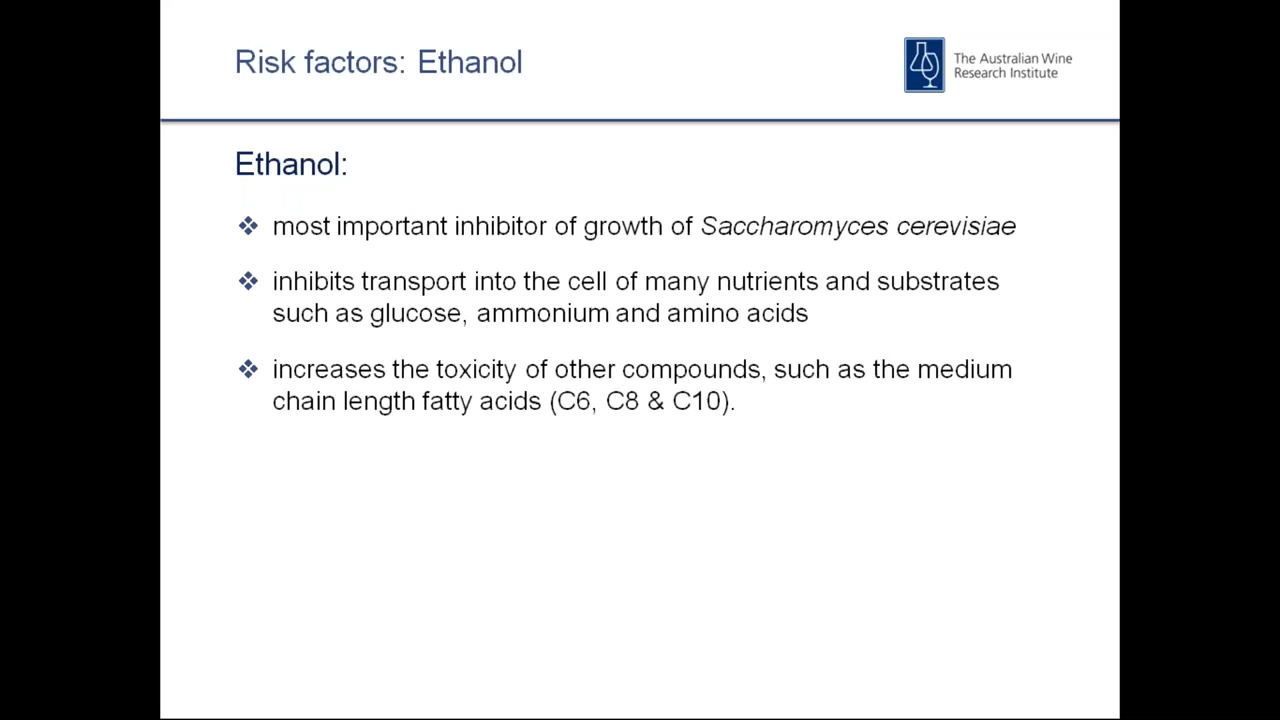 Risk factors: Ethanol
The Australian Wine
Research Institute
Ethanol:
❖ most important inhibitor of growth of Saccharomyces cerevisiae
❖ inhibits transport into the cell of many nutrients and substrates
such as glucose, ammonium and amino acids
❖ increases the toxicity of other compounds, such as the medium
chain length fatty acids (C6, C8 & C10).